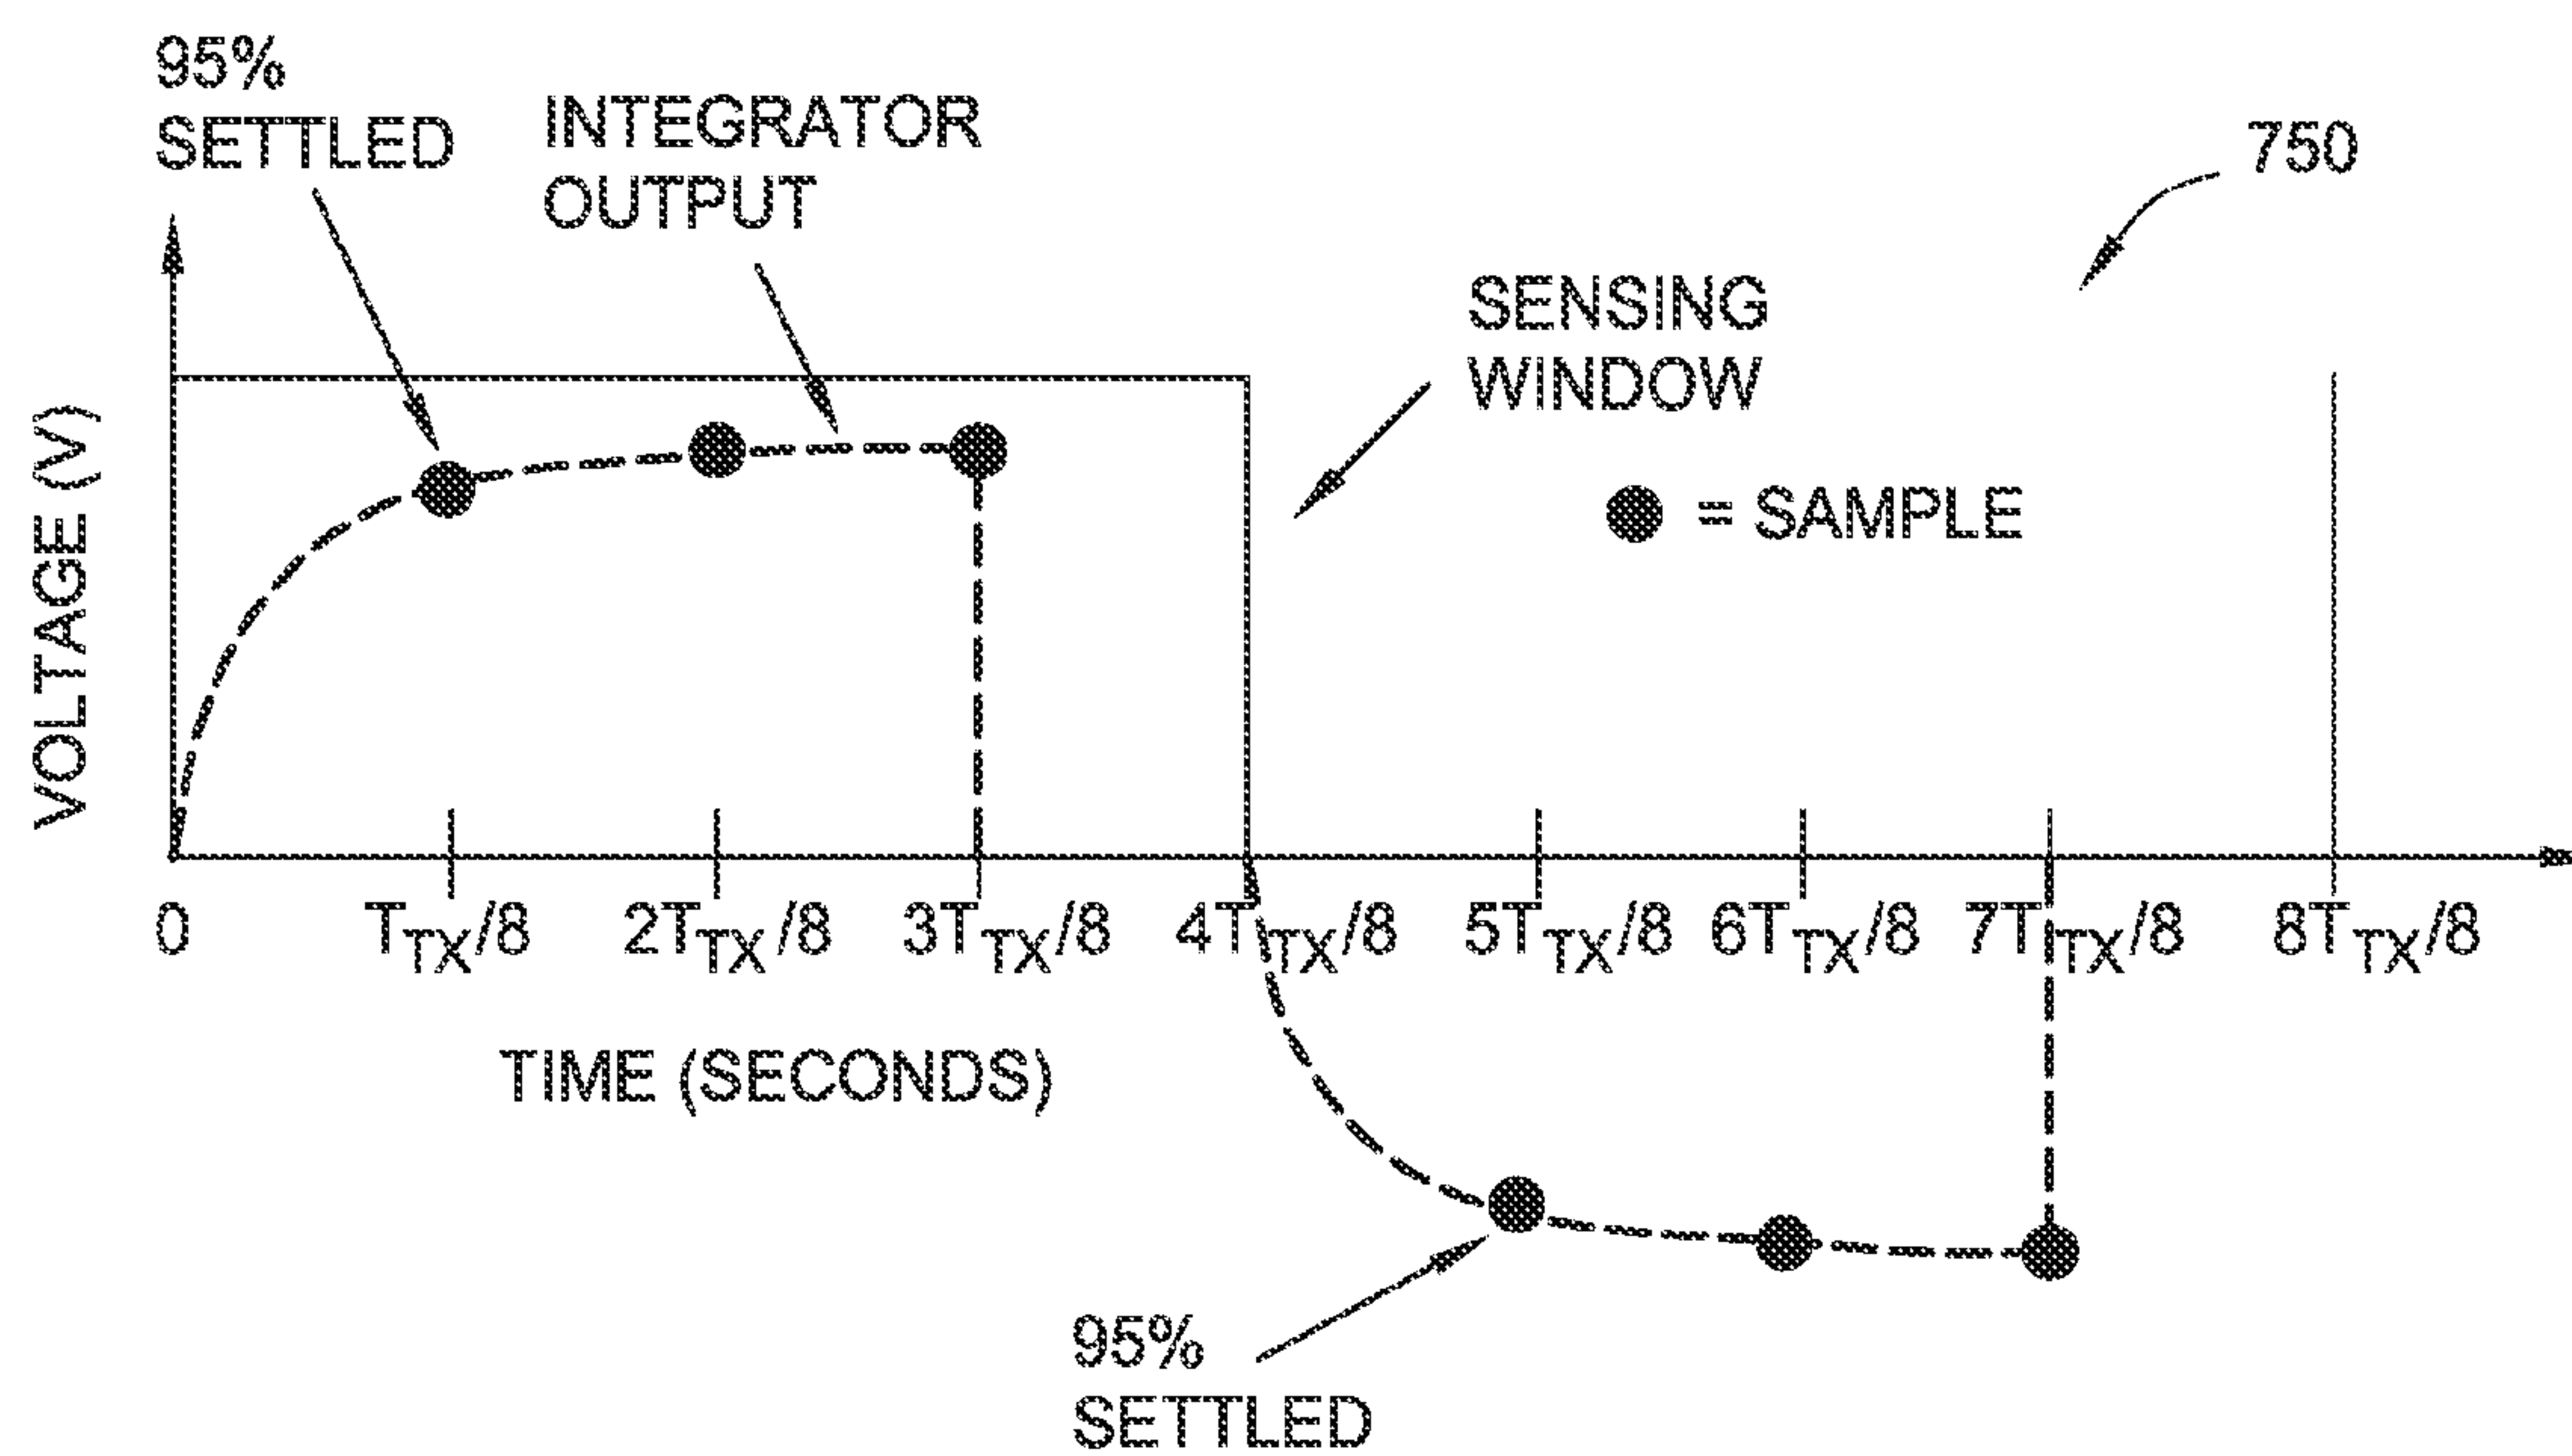 95%
SETTLED
INTEGRATOR
OUTPUT
750
SENSING
WINDOW
= SAMPLE
VOLTAGE (V)
0 TTX/8 2TTX/8 3TTX/8 4TTX/8 5TTX/8 6TTX/8 7TTX/8 8TTX/8
TIME (SECONDS)
95%
SETTLED